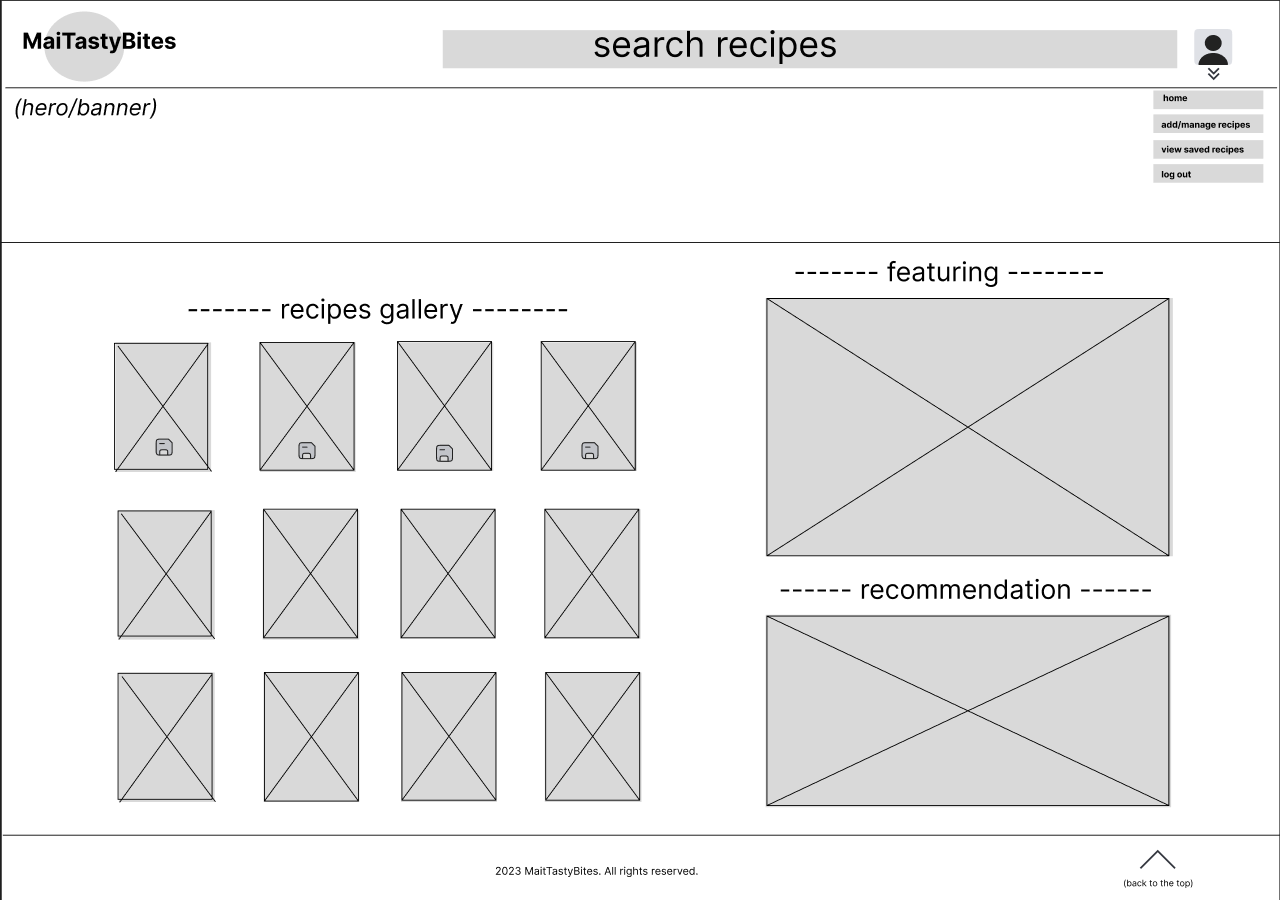 MaiTastyBites
search recipes
(hero/banner)
home
add/manage recipes
view saved recipes
log out
------- featuring --------
------- recipes gallery --------
------ recommendation ------
2023 MaitTastyBites. All rights reserved.
(back to the top)